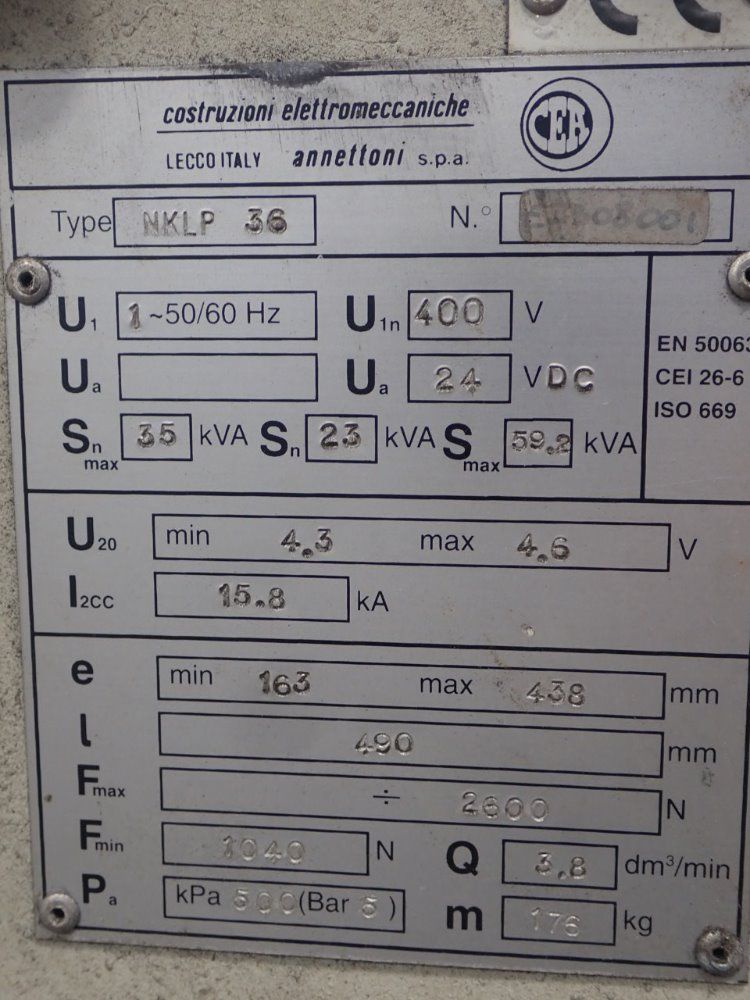 costruzioni elettromeccaniche
LECCO ITALY annettoni s.p.a.
CEA
Type NKLP 36 N.°
U1 1~50/60 Hz U1n 400 V
Ua Ua 24 V DC
Sn max 35 kVA Sn 23 kVA S max 59.2 kVA
EN 50063
CEI 26-6
ISO 669
U20 min 4.3 max 4.6 V
I2CC 15.8 kA
e min 163 max 438 mm
l 490 mm
Fmax ÷ 2600 N
Fmin 1040 N Q 3.8 dm³/min
Pa kPa 500 (Bar 5) m 176 kg